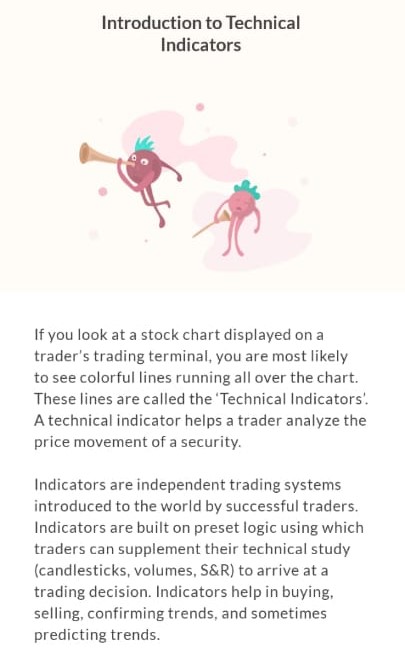 Introduction to Technical
Indicators
If you look at a stock chart displayed on a
trader's trading terminal, you are most likely
to see colorful lines running all over the chart.
These lines are called the ‘Technical Indicators’.
A technical indicator helps a trader analyze the
price movement of a security.
Indicators are independent trading systems
introduced to the world by successful traders.
Indicators are built on preset logic using which
traders can supplement their technical study
(candlesticks, volumes, S&R) to arrive at a
trading decision. Indicators help in buying,
selling, confirming trends, and sometimes
predicting trends.